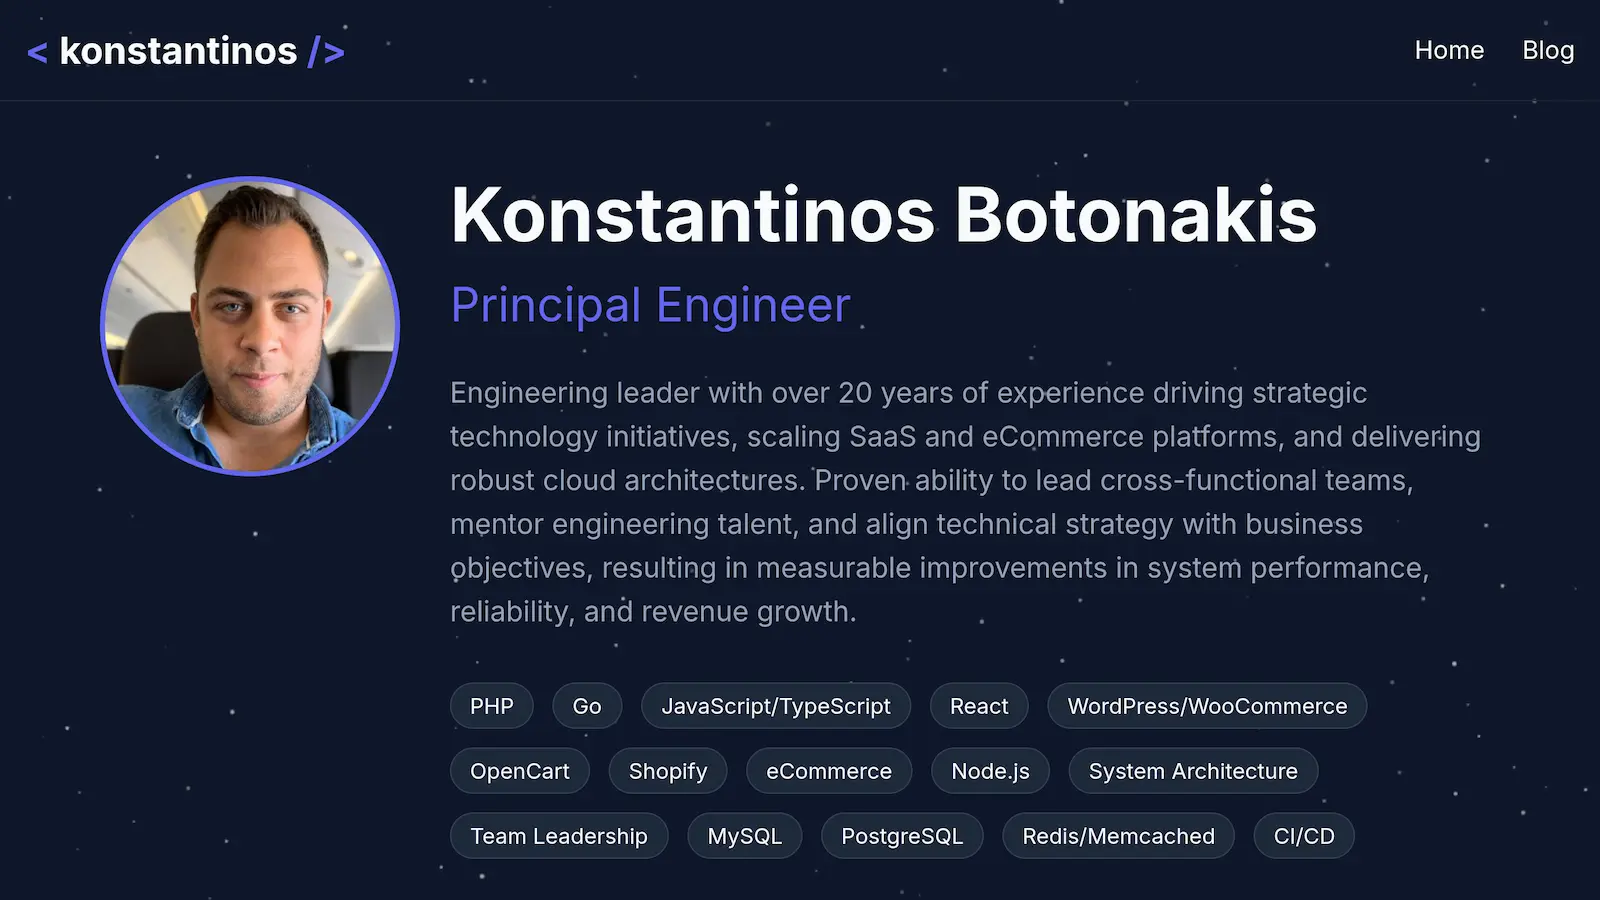 < konstantinos />
Home
Blog
Konstantinos Botonakis
Principal Engineer
Engineering leader with over 20 years of experience driving strategic
technology initiatives, scaling SaaS and eCommerce platforms, and delivering
robust cloud architectures. Proven ability to lead cross-functional teams,
mentor engineering talent, and align technical strategy with business
objectives, resulting in measurable improvements in system performance,
reliability, and revenue growth.
PHP
Go
JavaScript/TypeScript
React
WordPress/WooCommerce
OpenCart
Shopify
eCommerce
Node.js
System Architecture
Team Leadership
MySQL
PostgreSQL
Redis/Memcached
CI/CD